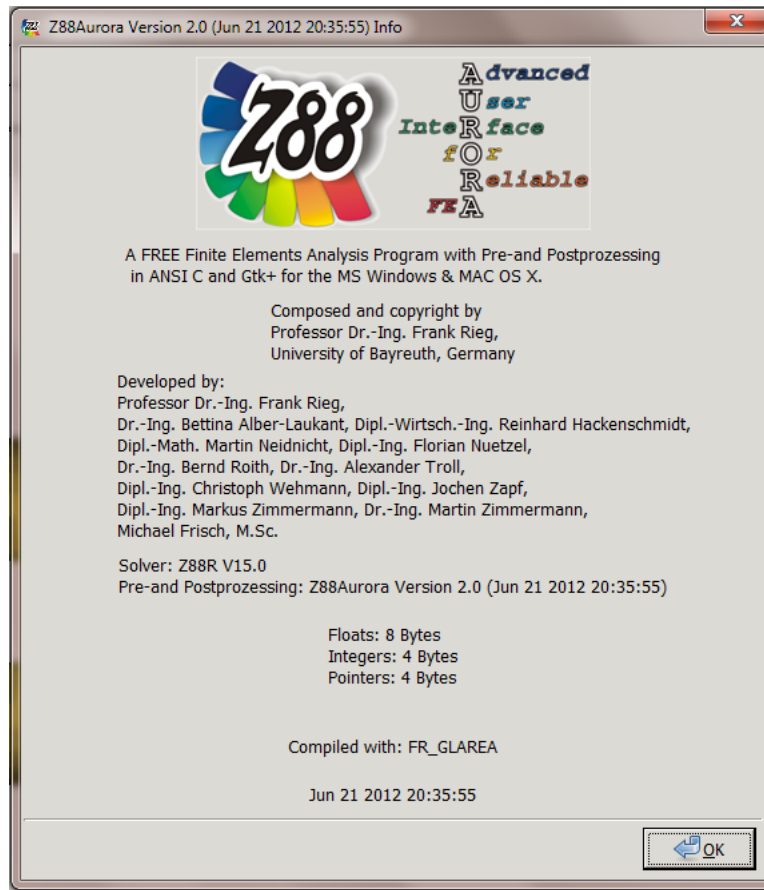 Z88Aurora Version 2.0 (Jun 21 2012 20:35:55) Info
Z88
Advanced
User
Interface
for
Reliable
FEA
A FREE Finite Elements Analysis Program with Pre-and Postprozessing
in ANSI C and Gtk+ for the MS Windows & MAC OS X.
Composed and copyright by
Professor Dr.-Ing. Frank Rieg,
University of Bayreuth, Germany
Developed by:
Professor Dr.-Ing. Frank Rieg,
Dr.-Ing. Bettina Alber-Laukant, Dipl.-Wirtsch.-Ing. Reinhard Hackenschmidt,
Dipl.-Math. Martin Neidnicht, Dipl.-Ing. Florian Nuetzel,
Dr.-Ing. Bernd Roith, Dr.-Ing. Alexander Troll,
Dipl.-Ing. Christoph Wehmann, Dipl.-Ing. Jochen Zapf,
Dipl.-Ing. Markus Zimmermann, Dr.-Ing. Martin Zimmermann,
Michael Frisch, M.Sc.
Solver: Z88R V15.0
Pre-and Postprozessing: Z88Aurora Version 2.0 (Jun 21 2012 20:35:55)
Floats: 8 Bytes
Integers: 4 Bytes
Pointers: 4 Bytes
Compiled with: FR_GLAREA
Jun 21 2012 20:35:55
OK